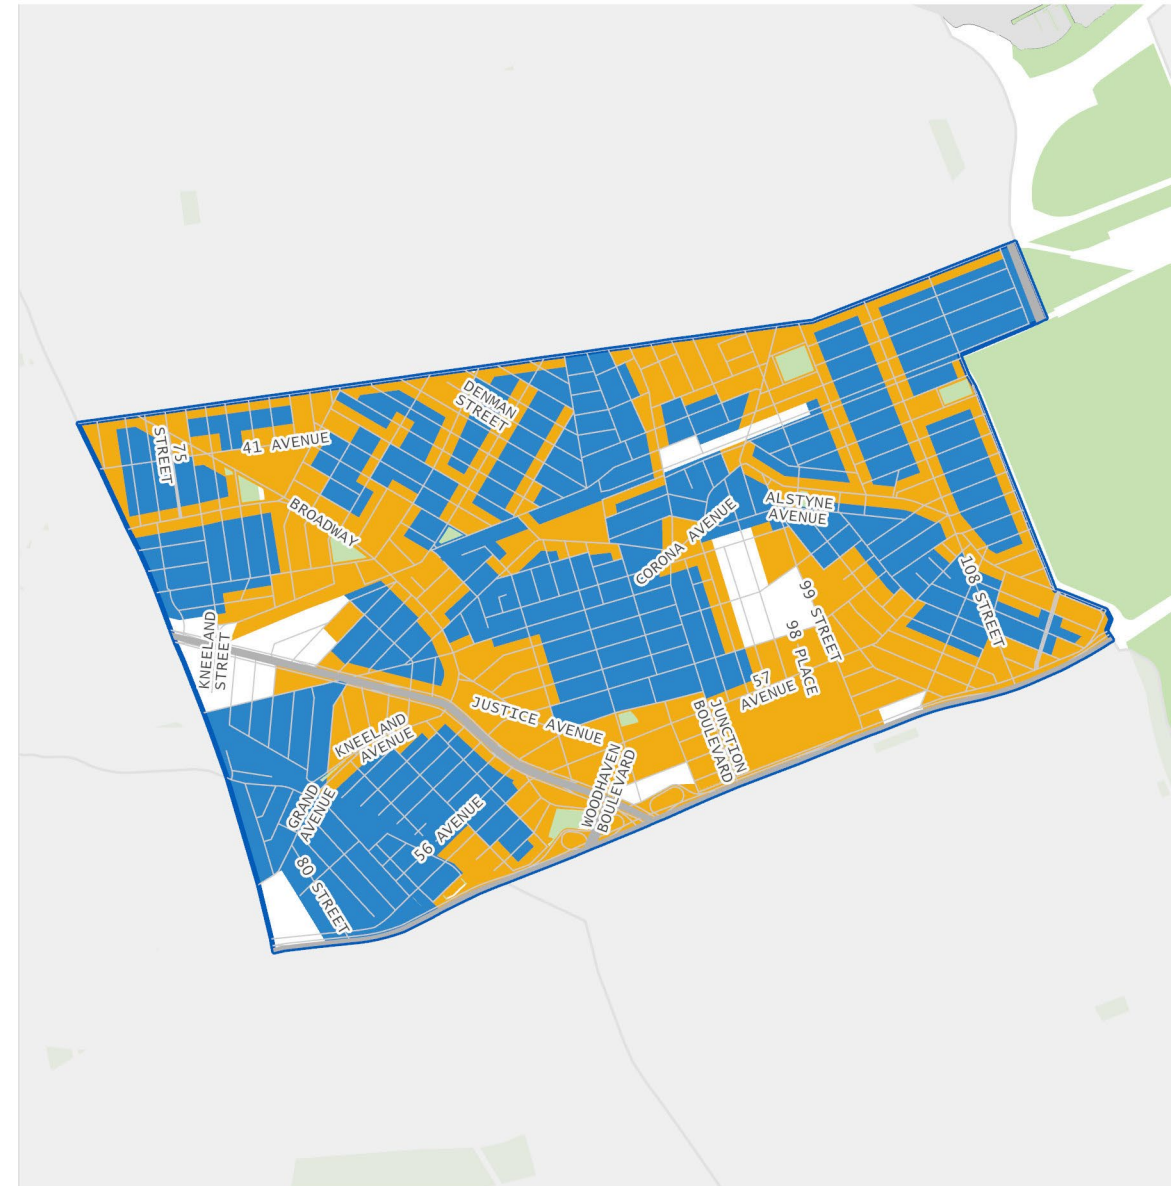 DENMAN
STREET
75
STREET
41 AVENUE
BROADWAY
ALSTYNE
AVENUE
CORONA AVENUE
108 STREET
99 STREET
98 PLACE
KNEELAND
STREET
57
AVENUE
JUSTICE AVENUE
JUNCTION
BOULEVARD
KNEELAND
AVENUE
WOODHAVEN
BOULEVARD
GRAND
AVENUE
56 AVENUE
80 STREET